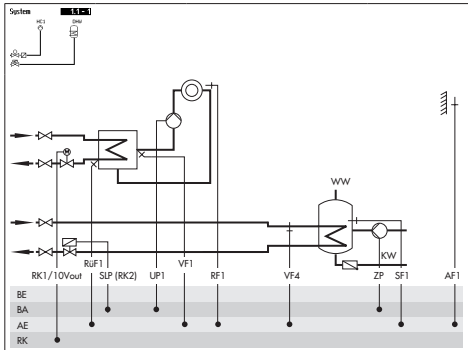 System 1.1 - 1
HC1 DHW
WW
KW
RK1/10Vout RüF1 SLP (RK2) UP1 VF1 RF1 VF4 ZP SF1 AF1
BE
BA
AE
RK